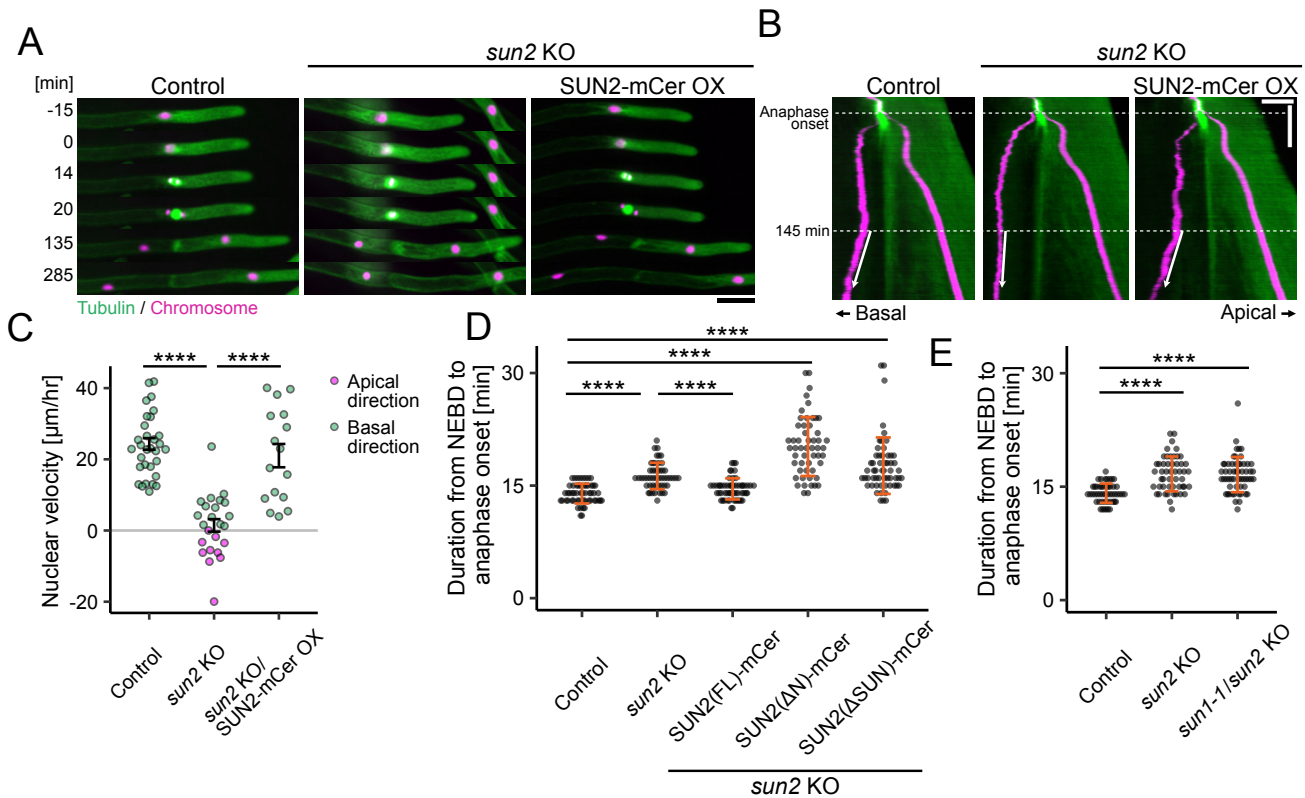 A
sun2 KO
[min]
Control
SUN2-mCer OX
-15
0
14
20
135
285
Tubulin / Chromosome
B
sun2 KO
Control
SUN2-mCer OX
Anaphase
onset
145 min
← Basal
Apical →
C
****
****
Nuclear velocity [µm/hr]
40
20
0
-20
Apical
direction
Basal
direction
Control
sun2 KO
sun2 KO/
SUN2-mCer OX
D
****
****
****
****
Duration from NEBD to
anaphase onset [min]
30
15
0
Control
sun2 KO
SUN2(FL)-mCer
SUN2(ΔN)-mCer
SUN2(ΔSUN)-mCer
sun2 KO
E
****
****
Duration from NEBD to
anaphase onset [min]
30
15
0
Control
sun2 KO
sun1-1/sun2 KO